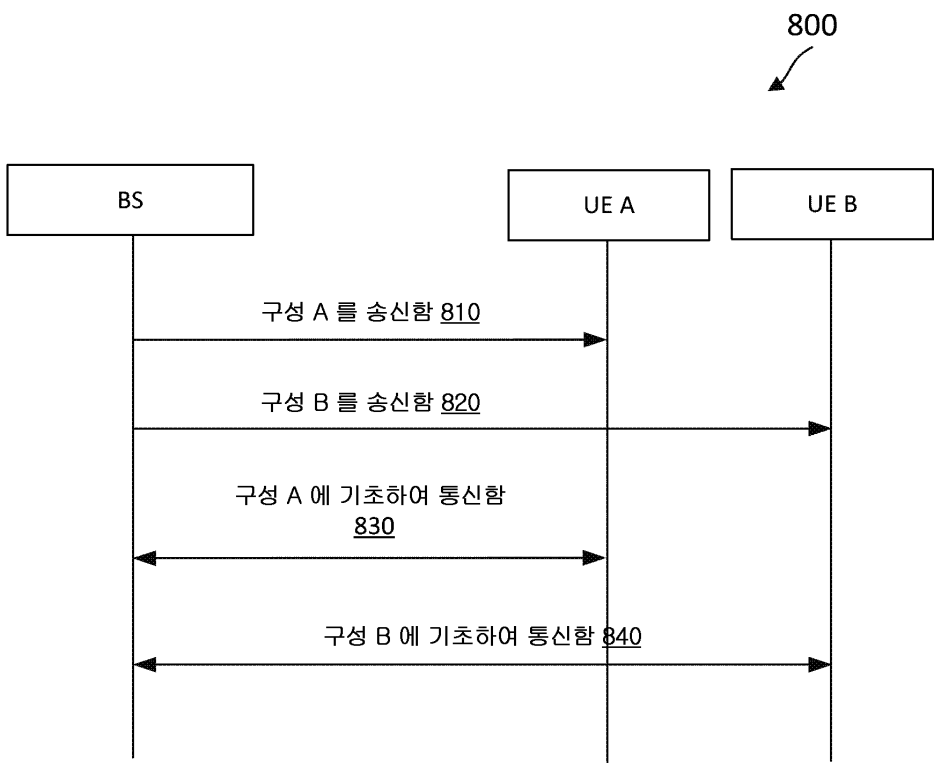 800
BS
UE A
UE B
구성 A 를 송신함 810
구성 B 를 송신함 820
구성 A 에 기초하여 통신함
830
구성 B 에 기초하여 통신함 840